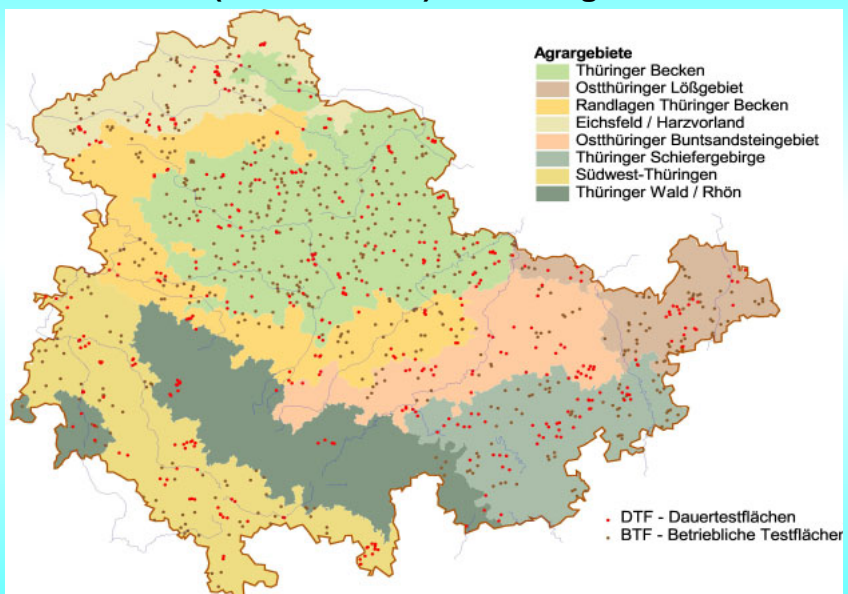 Agrargebiete
Thüringer Becken
Ostthüringer Lößgebiet
Randlagen Thüringer Becken
Eichsfeld / Harzvorland
Ostthüringer Buntsandsteingebiet
Thüringer Schiefergebirge
Südwest-Thüringen
Thüringer Wald / Rhön
DTF - Dauertestflächen
BTF - Betriebliche Testflächen